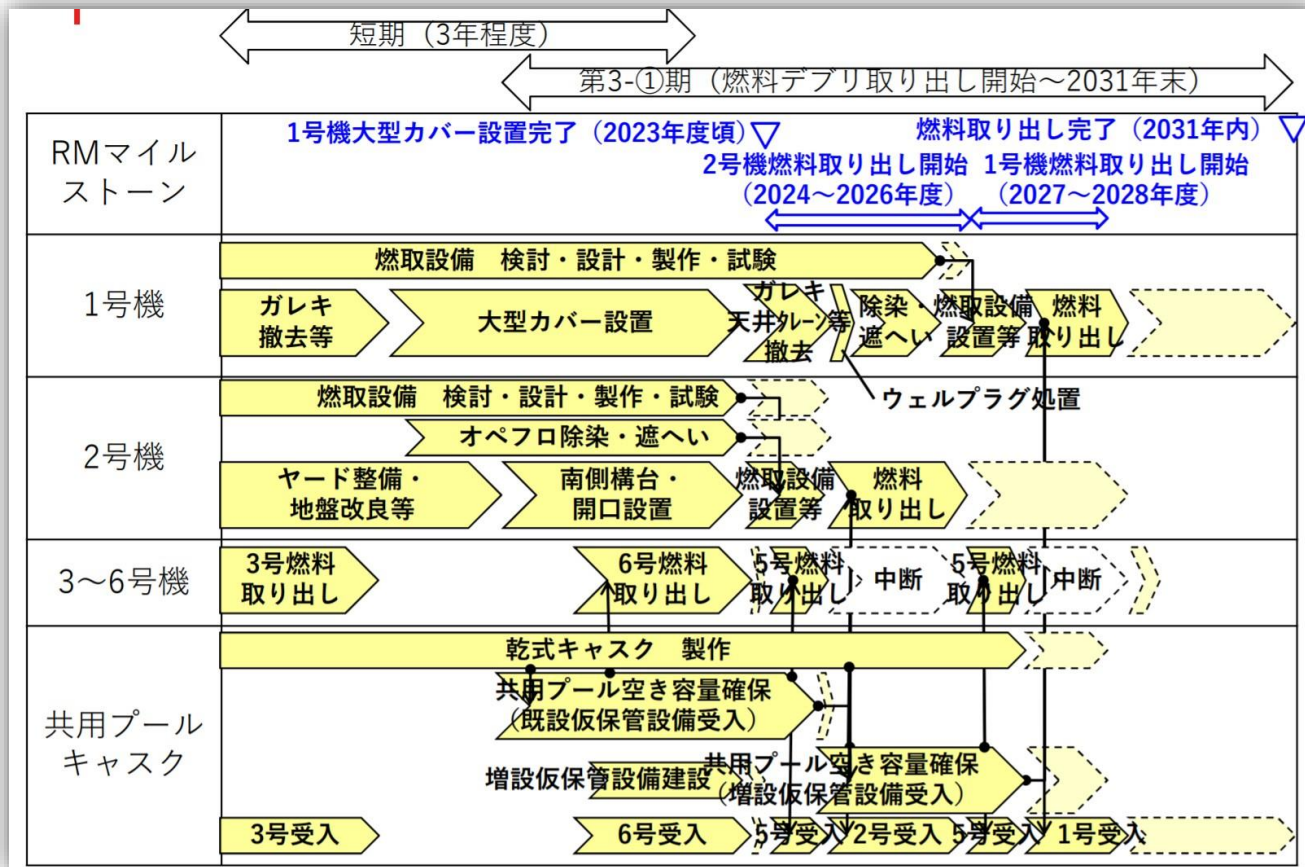 短期（3年程度）
第3-①期（燃料デブリ取り出し開始～2031年末）
RMマイル
ストーン
1号機大型カバー設置完了（2023年度頃）▽
燃料取り出し完了（2031年内）▽
2号機燃料取り出し開始
（2024～2026年度）
1号機燃料取り出し開始
（2027～2028年度）
1号機
燃取設備　検討・設計・製作・試験
ガレキ
撤去等
大型カバー設置
ガレキ
天井クレーン等
撤去
除染・
遮へい
燃取設備
設置等
燃料
取り出し
ウェルプラグ処置
2号機
燃取設備　検討・設計・製作・試験
オペフロ除染・遮へい
ヤード整備・
地盤改良等
南側構台・
開口設置
燃取設備
設置等
燃料
取り出し
3～6号機
3号燃料
取り出し
6号燃料
取り出し
5号燃料
取り出し
中断
5号燃料
取り出し
中断
共用プール
キャスク
乾式キャスク　製作
共用プール空き容量確保
（既設仮保管設備受入）
増設仮保管設備建設
共用プール空き容量確保
（増設仮保管設備受入）
3号受入
6号受入
5号受入
2号受入
5号受入
1号受入